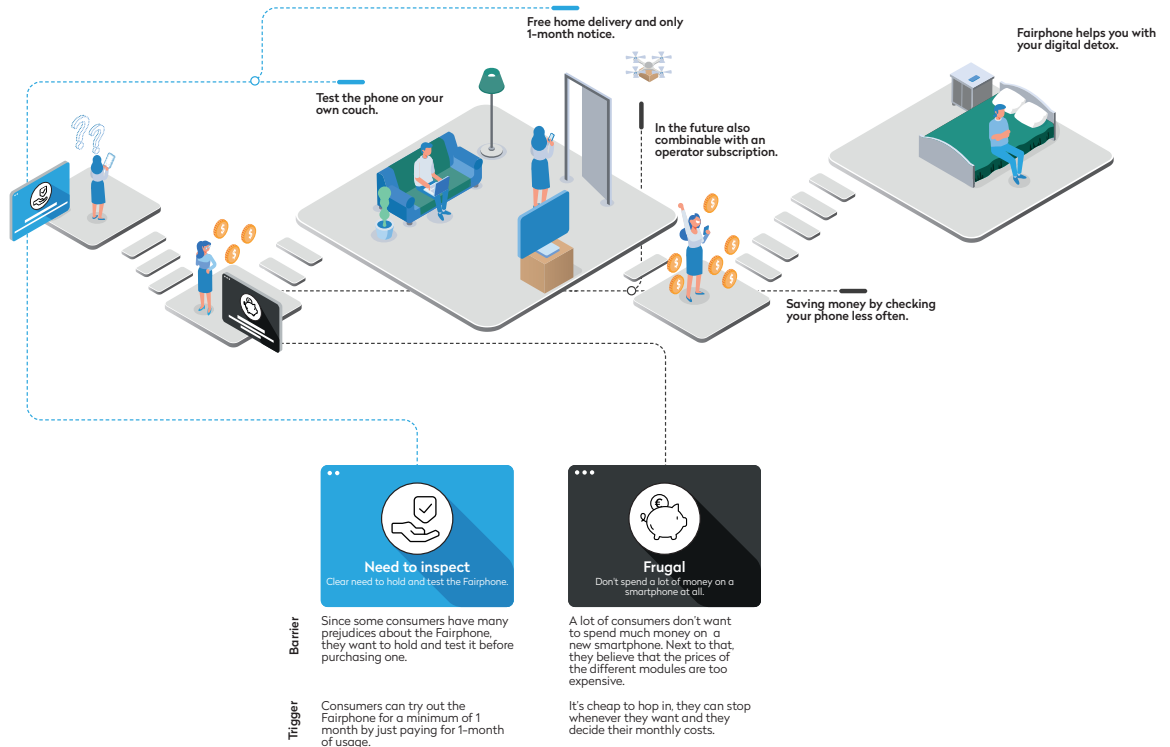 Free home delivery and only
1-month notice.
Fairphone helps you with
your digital detox.
Test the phone on your
own couch.
In the future also
combinable with an
operator subscription.
??
$ $ $
$ $ $ $ $
Saving money by checking
your phone less often.
Need to inspect
Clear need to hold and test the Fairphone.
€
Frugal
Don't spend a lot of money on a
smartphone at all.
Barrier
Since some consumers have many
prejudices about the Fairphone,
they want to hold and test it before
purchasing one.
A lot of consumers don't want
to spend much money on a
new smartphone. Next to that,
they believe that the prices of
the different modules are too
expensive.
Trigger
Consumers can try out the
Fairphone for a minimum of 1
month by just paying for 1-month
of usage.
It's cheap to hop in, they can stop
whenever they want and they
decide their monthly costs.